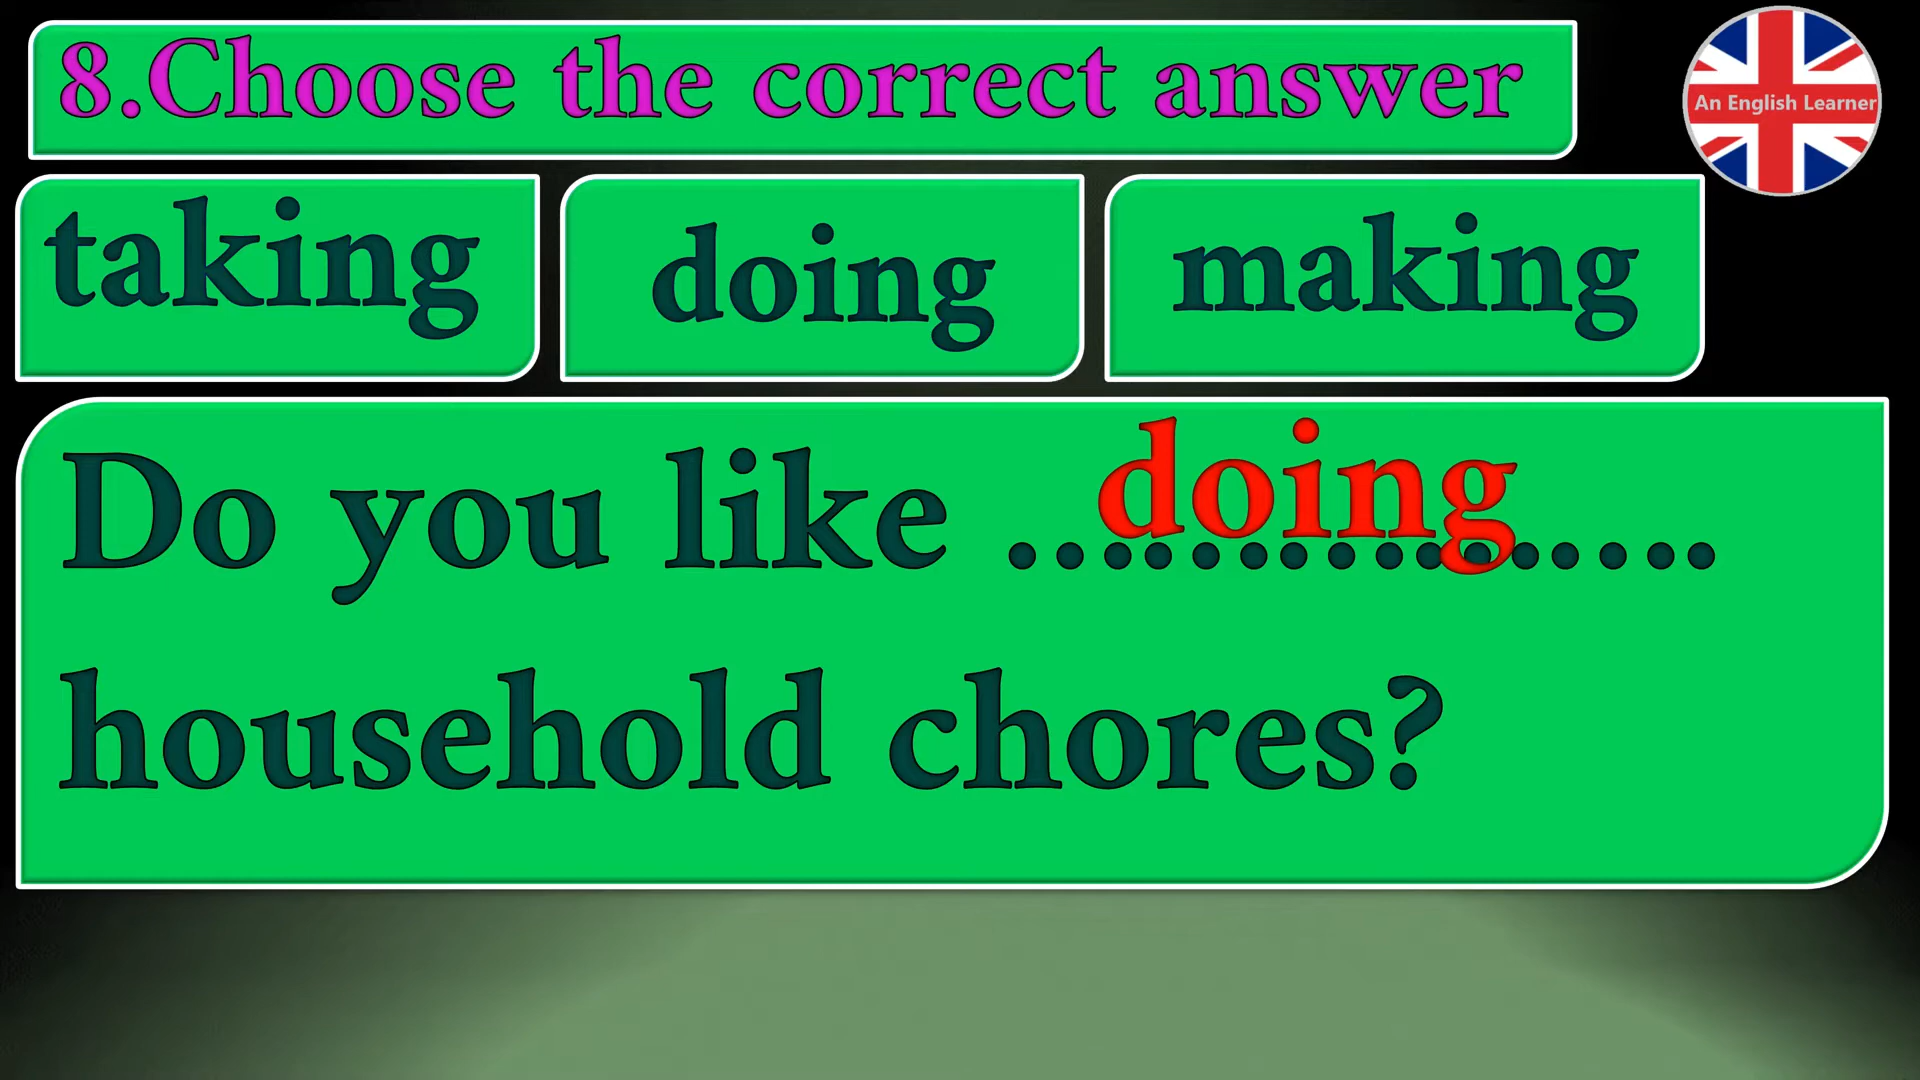 8.Choose the correct answer
An English Learner
taking
doing
making
Do you like ...............
doing
household chores?